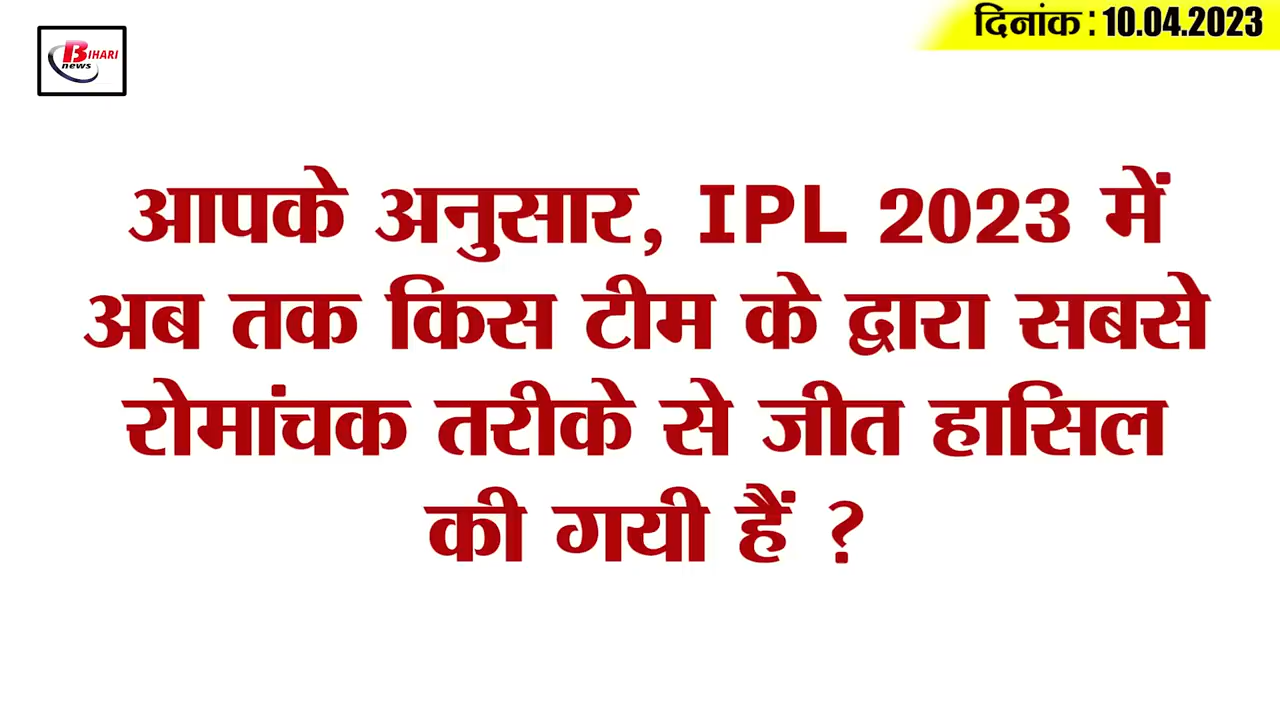 BIHARI
news
दिनांक : 10.04.2023
आपके अनुसार, IPL 2023 में
अब तक किस टीम के द्वारा सबसे
रोमांचक तरीके से जीत हासिल
की गयी हैं ?